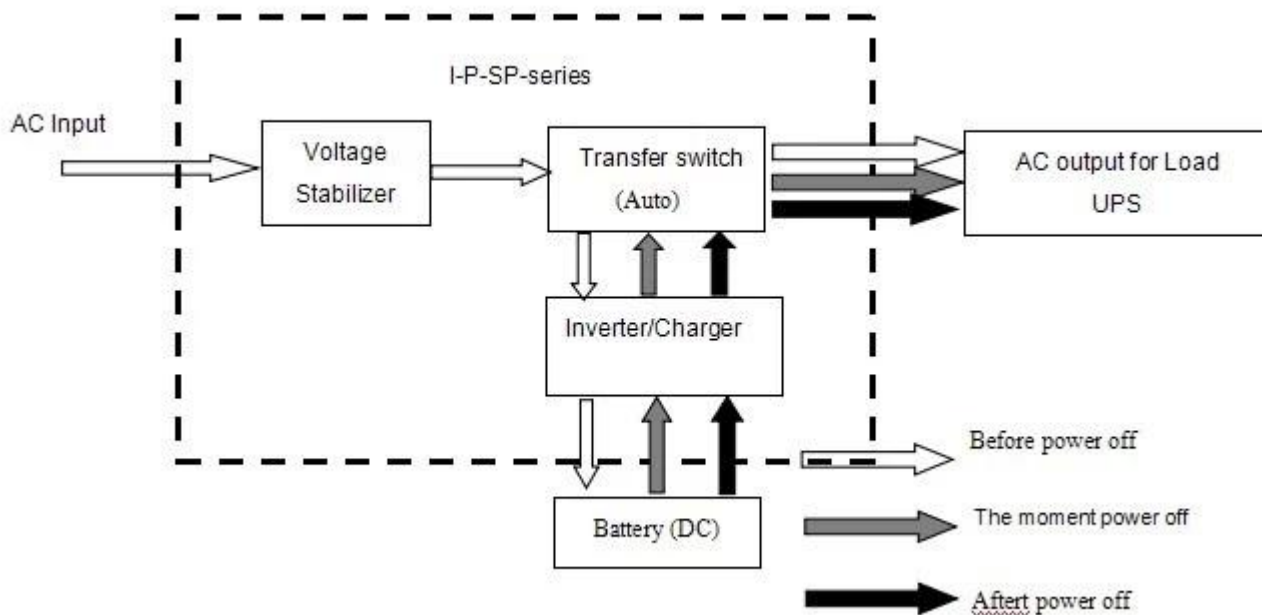 I-P-SP-series
AC Input
Voltage
Stabilizer
Transfer switch
(Auto)
AC output for Load
UPS
Inverter/Charger
Battery (DC)
Before power off
The moment power off
Aftert power off